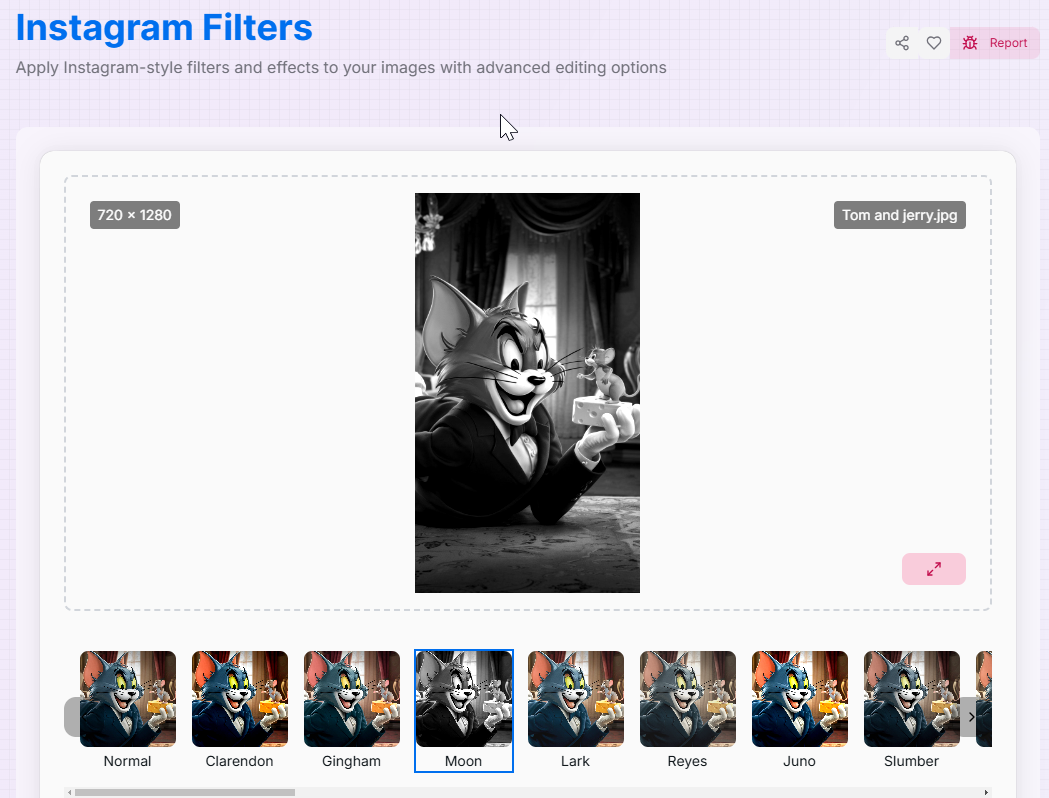 Instagram Filters
Report
Apply Instagram-style filters and effects to your images with advanced editing options
720 × 1280
Tom and jerry.jpg
Normal
Clarendon
Gingham
Moon
Lark
Reyes
Juno
Slumber